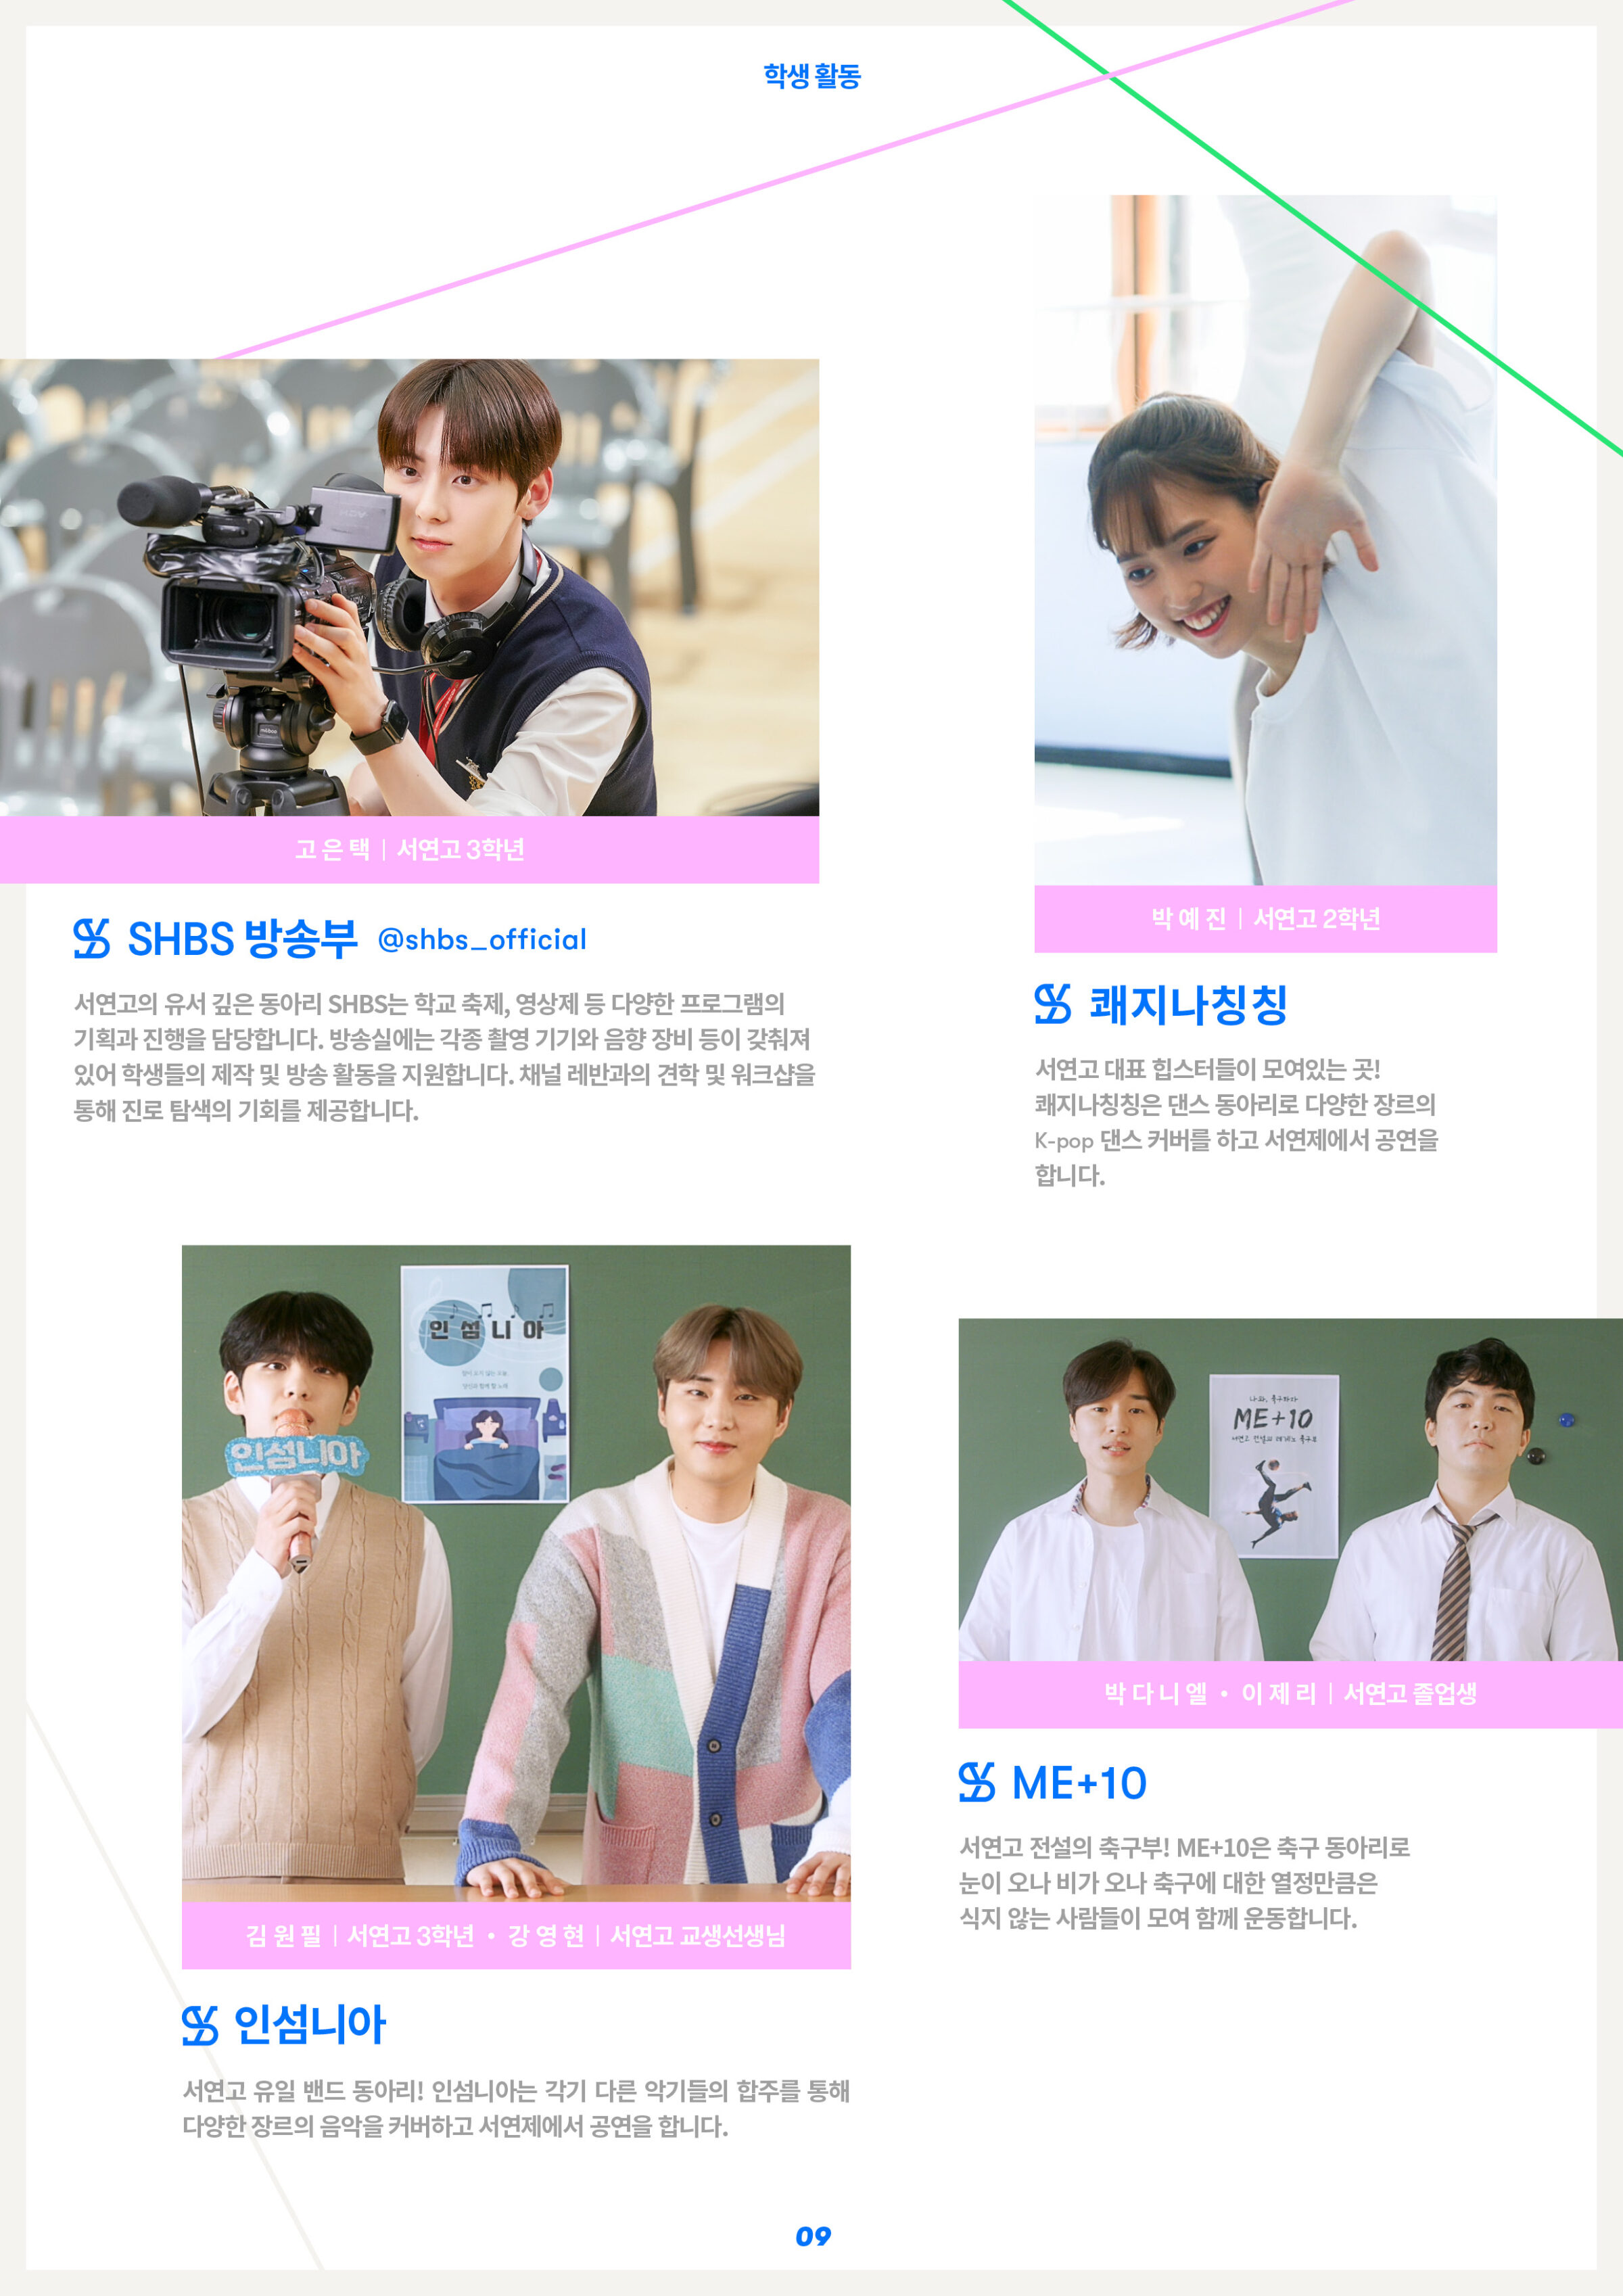 학생 활동
고 은 택 | 서연고 3학년
SHBS 방송부 @shbs_official
서연고의 유서 깊은 동아리 SHBS는 학교 축제, 영상제 등 다양한 프로그램의
기획과 진행을 담당합니다. 방송실에는 각종 촬영 기기와 음향 장비 등이 갖춰져
있어 학생들의 제작 및 방송 활동을 지원합니다. 채널 레반과의 견학 및 워크샵을
통해 진로 탐색의 기회를 제공합니다.
박 예 진 | 서연고 2학년
쾌지나칭칭
서연고 대표 힙스터들이 모여있는 곳!
쾌지나칭칭은 댄스 동아리로 다양한 장르의
K-pop 댄스 커버를 하고 서연제에서 공연을
합니다.
인 섬 니 아
인섬니아
김 원 필 | 서연고 3학년 • 강 영 현 | 서연고 교생선생님
인섬니아
서연고 유일 밴드 동아리! 인섬니아는 각기 다른 악기들의 합주를 통해
다양한 장르의 음악을 커버하고 서연제에서 공연을 합니다.
나와, 축구하다
ME+10
박 다 니 엘 • 이 제 리 | 서연고 졸업생
ME+10
서연고 전설의 축구부! ME+10은 축구 동아리로
눈이 오나 비가 오나 축구에 대한 열정만큼은
식지 않는 사람들이 모여 함께 운동합니다.
09